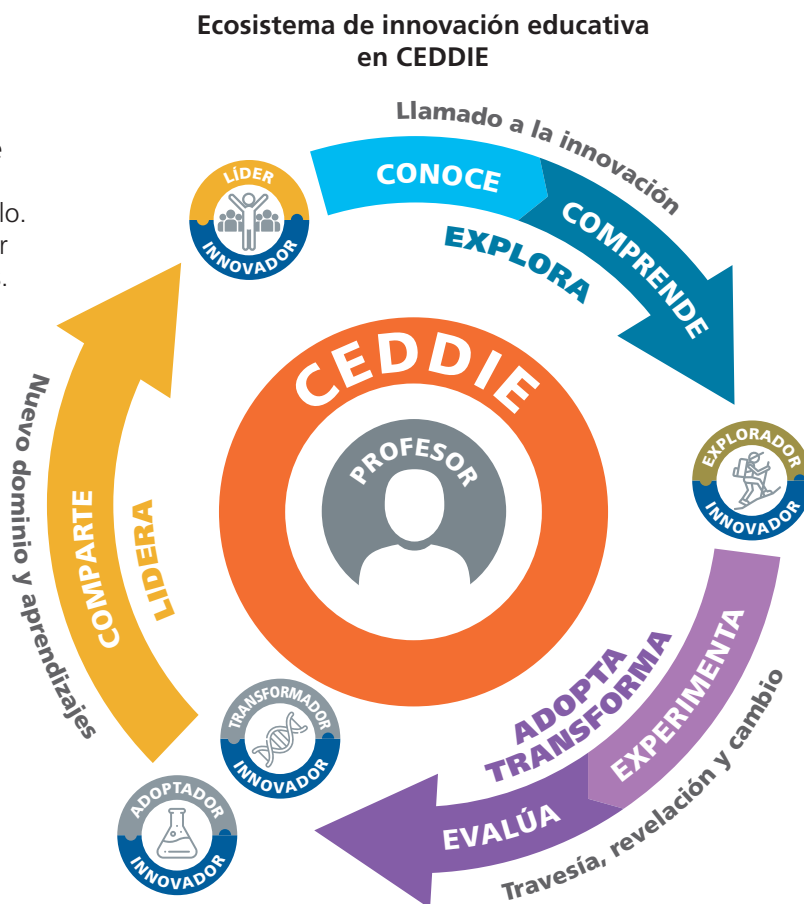 Ecosistema de innovación educativa
en CEDDIE
lo.
Llamado a la innovación
CONOCE
COMPRENDE
EXPLORA
LÍDER
INNOVADOR
CEDDIE
PROFESOR
EXPLORADOR
INNOVADOR
EXPERIMENTA
EVALÚA
ADOPTA
TRANSFORMA
Travesía, revelación y cambio
TRANSFORMADOR
INNOVADOR
ADOPTADOR
INNOVADOR
COMPARTE
LIDERA
Nuevo dominio y aprendizajes